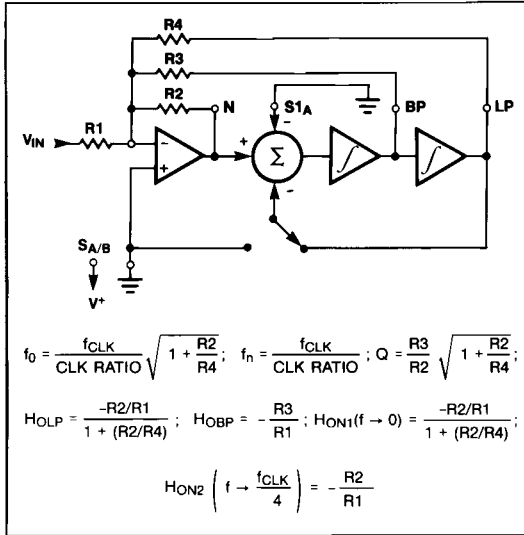 R4
R3
R2 N S1A BP LP
VIN R1 − + + Σ − − ∫ ∫
SA/B
V+
f0 = fCLK / CLK RATIO √(1 + R2/R4) ; fn = fCLK / CLK RATIO ; Q = R3/R2 √(1 + R2/R4) ;
HOLP = −R2/R1 / 1 + (R2/R4) ; HOBP = − R3/R1 ; HON1(f → 0) = −R2/R1 / 1 + (R2/R4) ;
HON2 ( f → fCLK/4 ) = − R2/R1